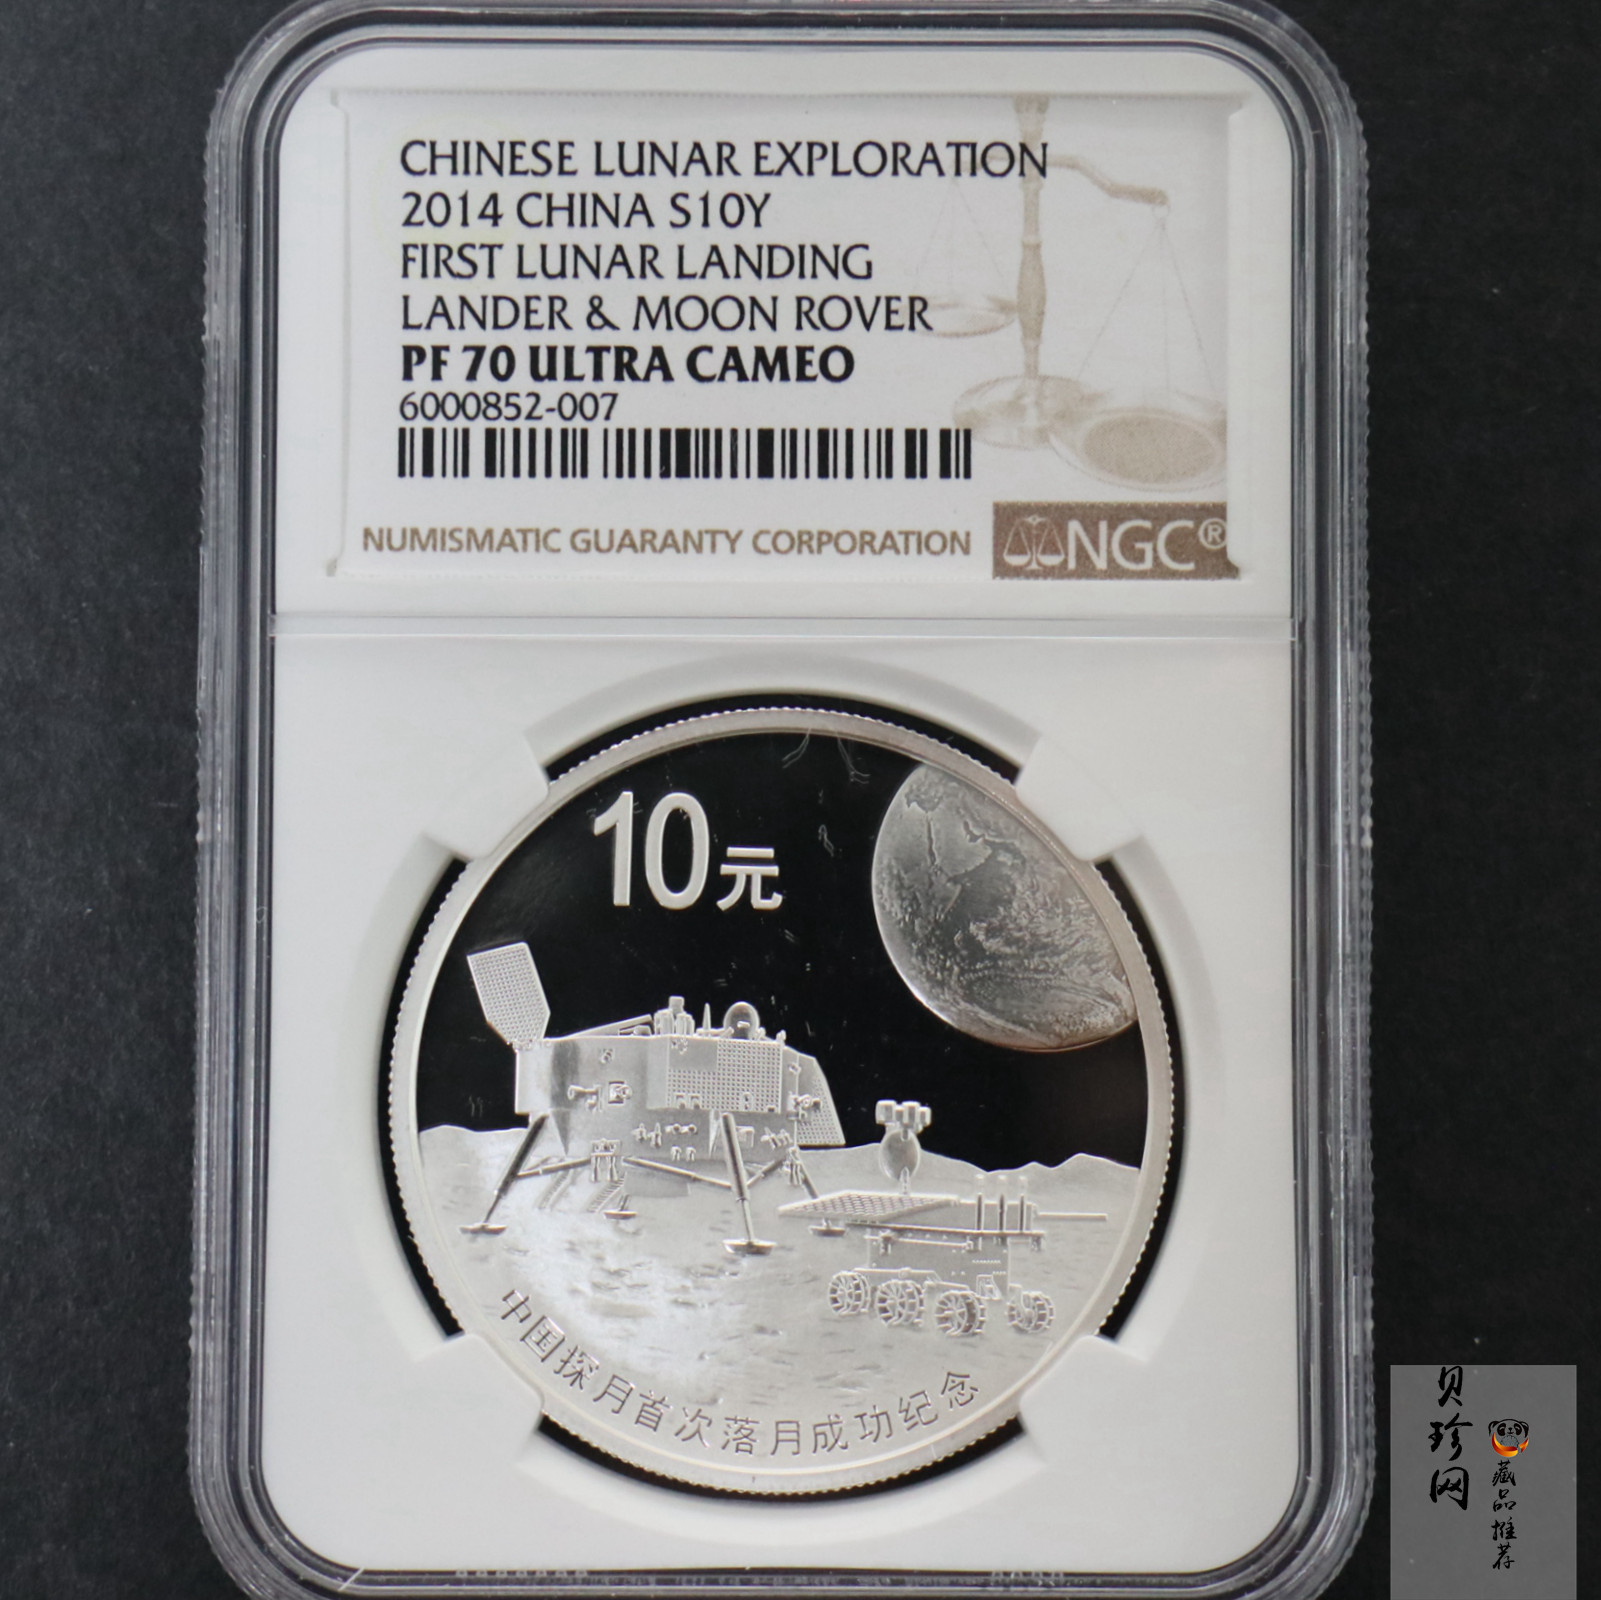 CHINESE LUNAR EXPLORATION
2014 CHINA S10Y
FIRST LUNAR LANDING
LANDER & MOON ROVER
PF 70 ULTRA CAMEO
6000852-007
NUMISMATIC GUARANTY CORPORATION
NGC®
10元
中国探月首次落月成功纪念
贝珍网
藏品推荐